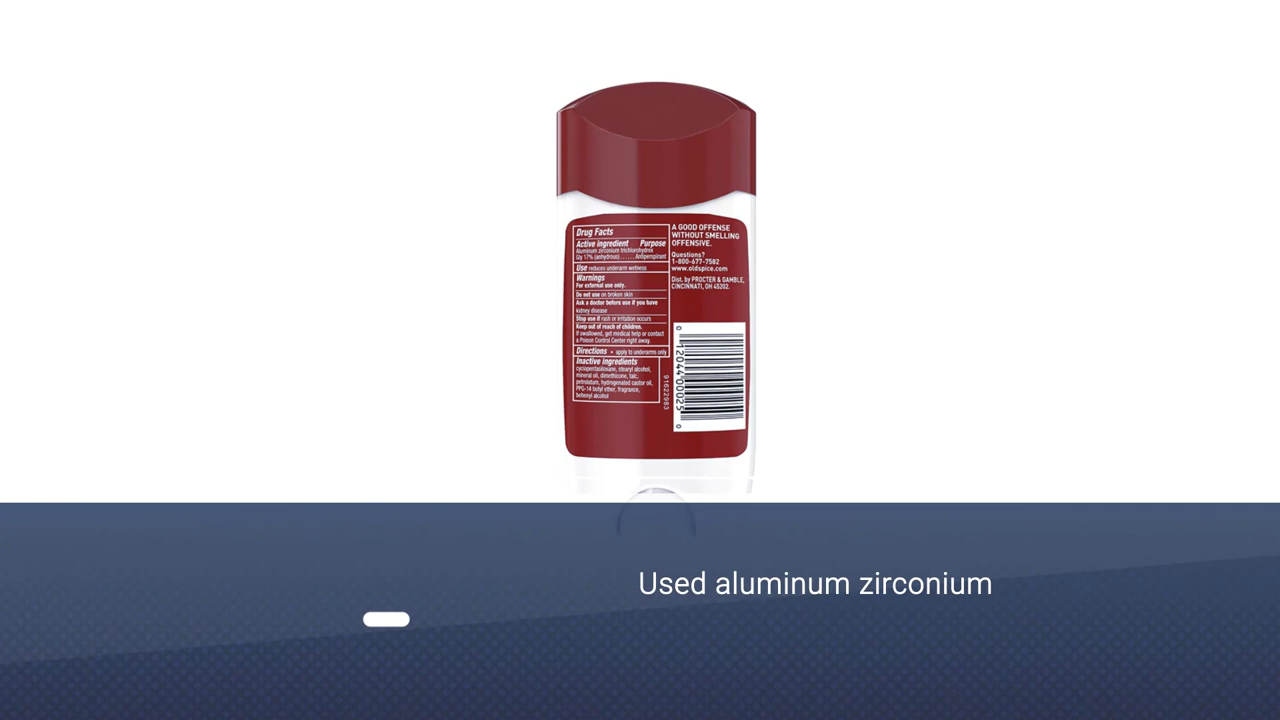 Drug Facts
Active ingredient Purpose
Aluminum zirconium trichlorohydrex
Gly 17% (anhydrous)......Antiperspirant
Use reduces underarm wetness
Warnings
For external use only.
Do not use on broken skin
Ask a doctor before use if you have
kidney disease
Stop use if rash or irritation occurs
Keep out of reach of children.
If swallowed, get medical help or contact
a Poison Control Center right away.
Directions • apply to underarms only
Inactive ingredients
cyclopentasiloxane, stearyl alcohol,
mineral oil, dimethicone, talc,
petrolatum, hydrogenated castor oil,
PPG-14 butyl ether, fragrance,
behenyl alcohol
A GOOD OFFENSE
WITHOUT SMELLING
OFFENSIVE.
Questions?
1-800-677-7582
www.oldspice.com
Dist. by PROCTER & GAMBLE,
CINCINNATI, OH 45202.
91622983
0 12044 00025 0
Used aluminum zirconium